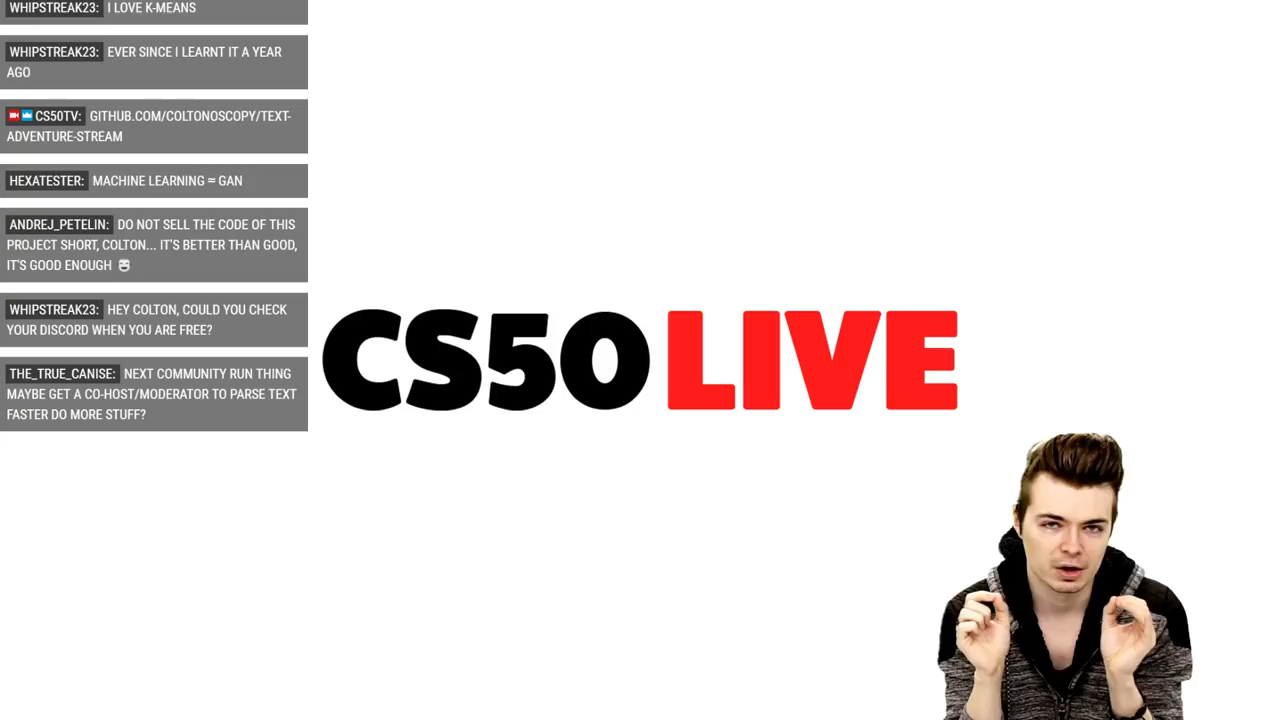 WHIPSTREAK23: I LOVE K-MEANS
WHIPSTREAK23: EVER SINCE I LEARNT IT A YEAR
AGO
CS50TV: GITHUB.COM/COLTONOSCOPY/TEXT-
ADVENTURE-STREAM
HEXATESTER: MACHINE LEARNING ≈ GAN
ANDREJ_PETELIN: DO NOT SELL THE CODE OF THIS
PROJECT SHORT, COLTON... IT'S BETTER THAN GOOD,
IT'S GOOD ENOUGH 😄
WHIPSTREAK23: HEY COLTON, COULD YOU CHECK
YOUR DISCORD WHEN YOU ARE FREE?
THE_TRUE_CANISE: NEXT COMMUNITY RUN THING
MAYBE GET A CO-HOST/MODERATOR TO PARSE TEXT
FASTER DO MORE STUFF?
CS50 LIVE